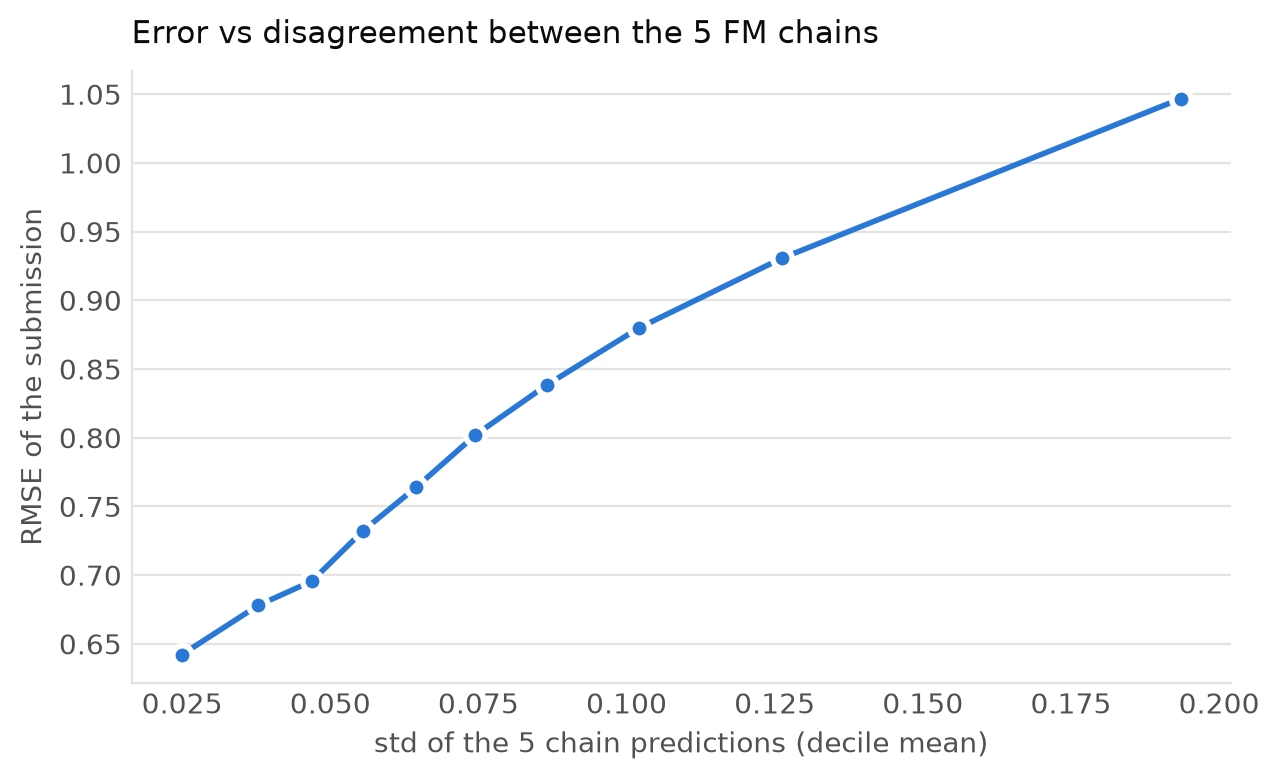 Error vs disagreement between the 5 FM chains
RMSE of the submission
1.05
1.00
0.95
0.90
0.85
0.80
0.75
0.70
0.65
0.025 0.050 0.075 0.100 0.125 0.150 0.175 0.200
std of the 5 chain predictions (decile mean)